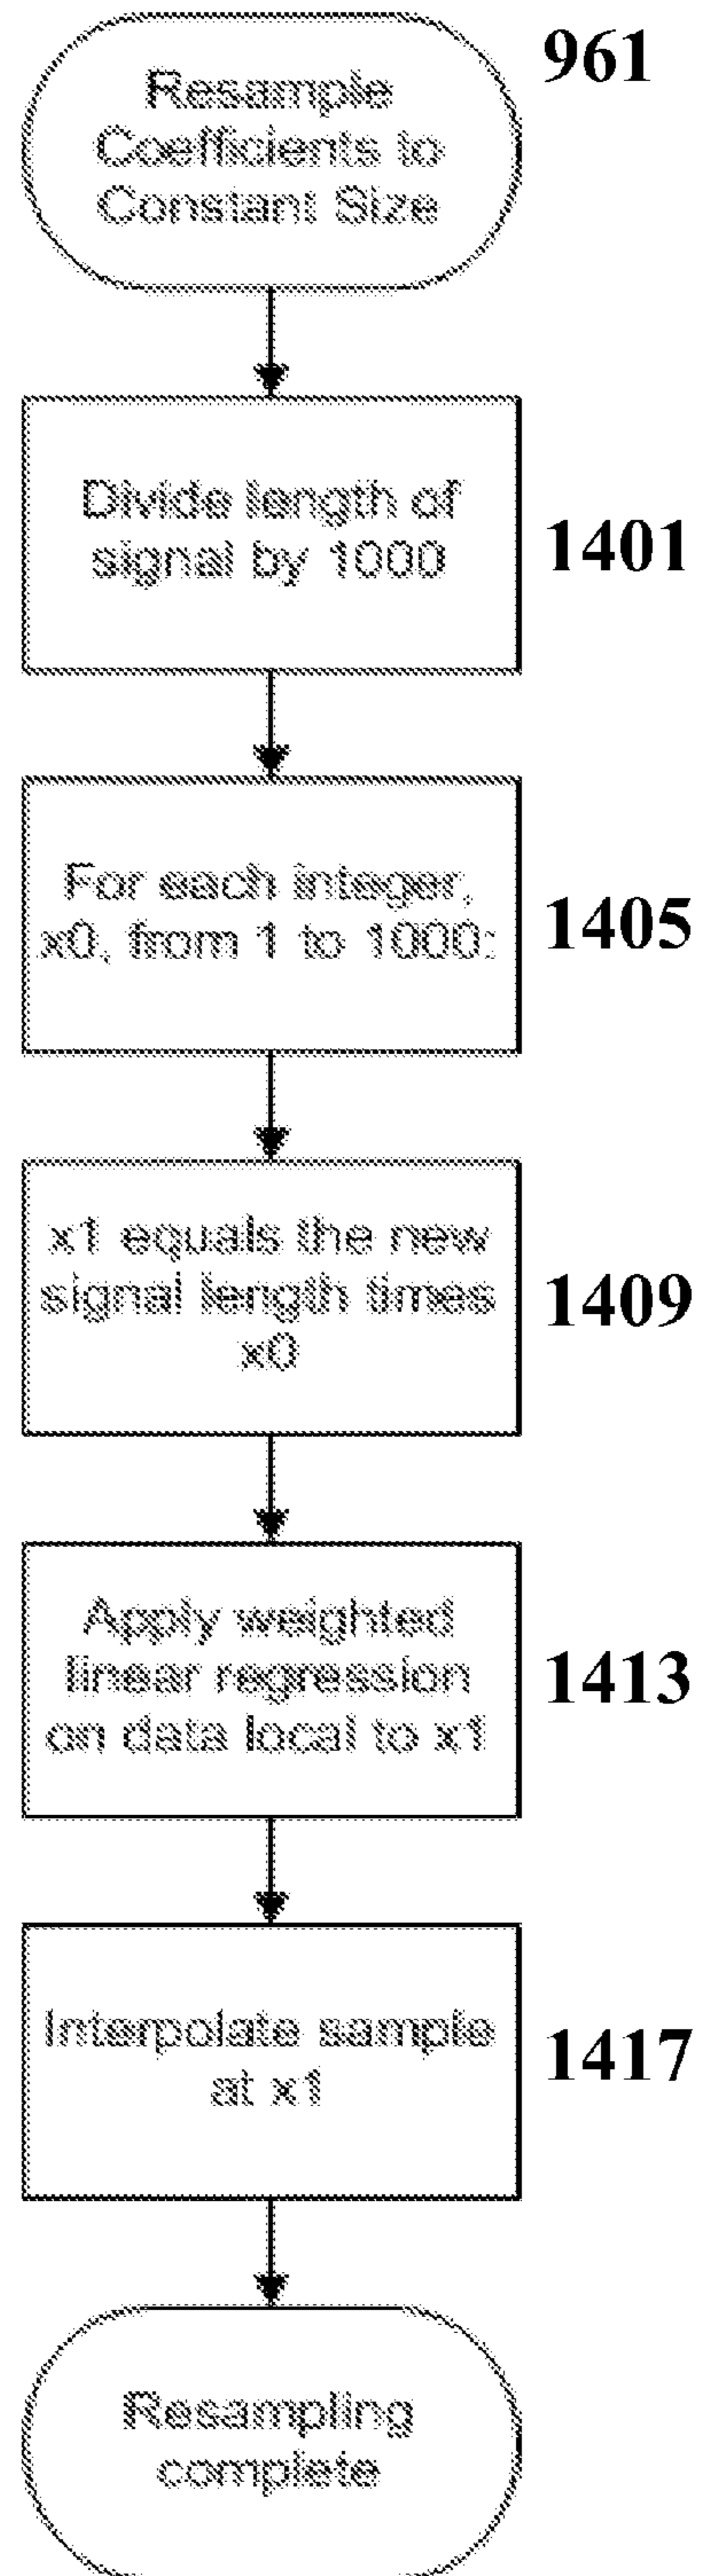 961
Resample
Coefficients to
Constant Size
Divide length of
signal by 1000
1401
For each integer,
x0, from 1 to 1000:
1405
x1 equals the new
signal length times
x0
1409
Apply weighted
linear regression
on data local to x1
1413
Interpolate sample
at x1
1417
Resampling
complete